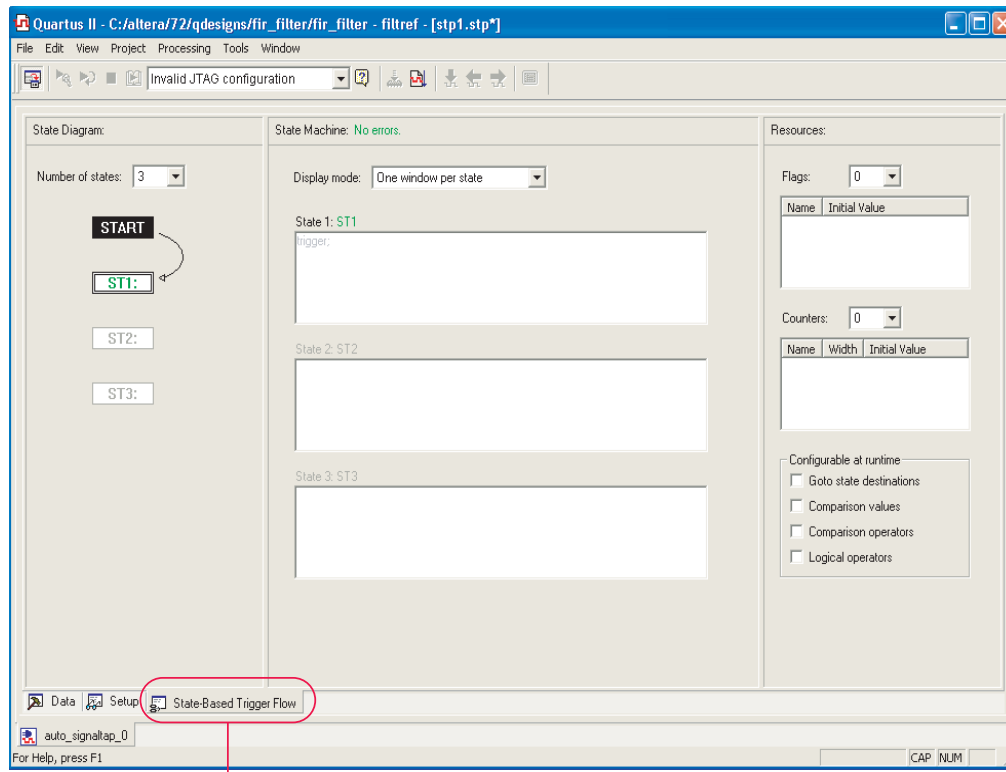 Quartus II - C:/altera/72/qdesigns/fir_filter/fir_filter - filtref - [stp1.stp*]
File Edit View Project Processing Tools Window
Invalid JTAG configuration
State Diagram:
Number of states: 3
START
ST1:
ST2:
ST3:
State Machine: No errors.
Display mode: One window per state
State 1: ST1
trigger;
State 2: ST2
State 3: ST3
Resources:
Flags: 0
Name Initial Value
Counters: 0
Name Width Initial Value
Configurable at runtime
Goto state destinations
Comparison values
Comparison operators
Logical operators
Data Setup State-Based Trigger Flow
auto_signaltap_0
For Help, press F1
CAP NUM